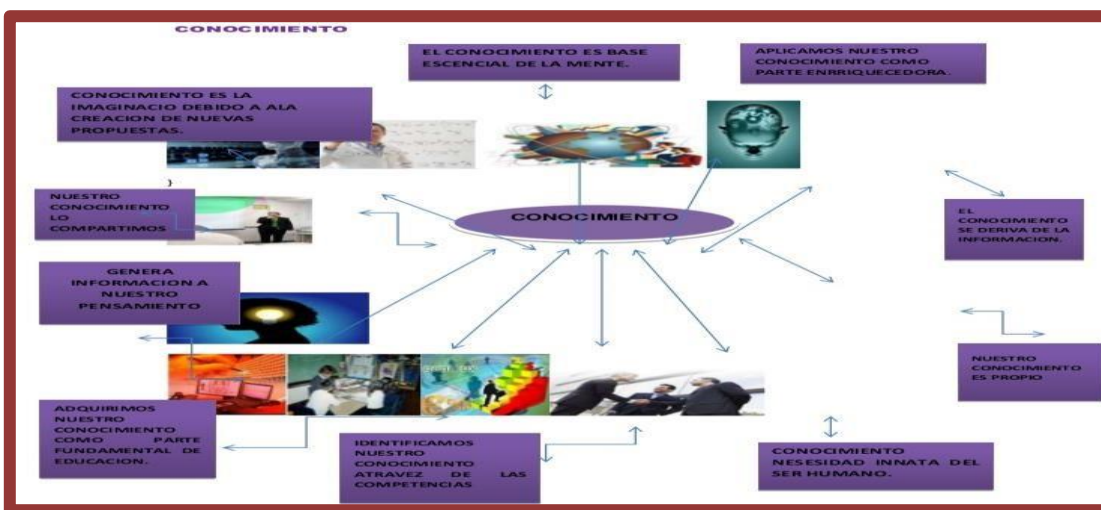 CONOCIMIENTO
EL CONOCIMIENTO ES BASE
ESCENCIAL DE LA MENTE.
APLICAMOS NUESTRO
CONOCIMIENTO COMO
PARTE ENRRIQUECEDORA.
CONOCIMIENTO ES LA
IMAGINACIO DEBIDO A ALA
CREACION DE NUEVAS
PROPUESTAS.
}
NUESTRO
CONOCIMIENTO
LO
COMPARTIMOS
CONOCIMIENTO
EL
CONOCIMIENTO
SE DERIVA DE LA
INFORMACION.
GENERA
INFORMACION A
NUESTRO
PENSAMIENTO
NUESTRO
CONOCIMIENTO
ES PROPIO
ADQUIRIMOS
NUESTRO
CONOCIMIENTO
COMO PARTE
FUNDAMENTAL DE
EDUCACION.
IDENTIFICAMOS
NUESTRO
CONOCIMIENTO
ATRAVEZ DE LAS
COMPETENCIAS
CONOCIMIENTO
NESESIDAD INNATA DEL
SER HUMANO.